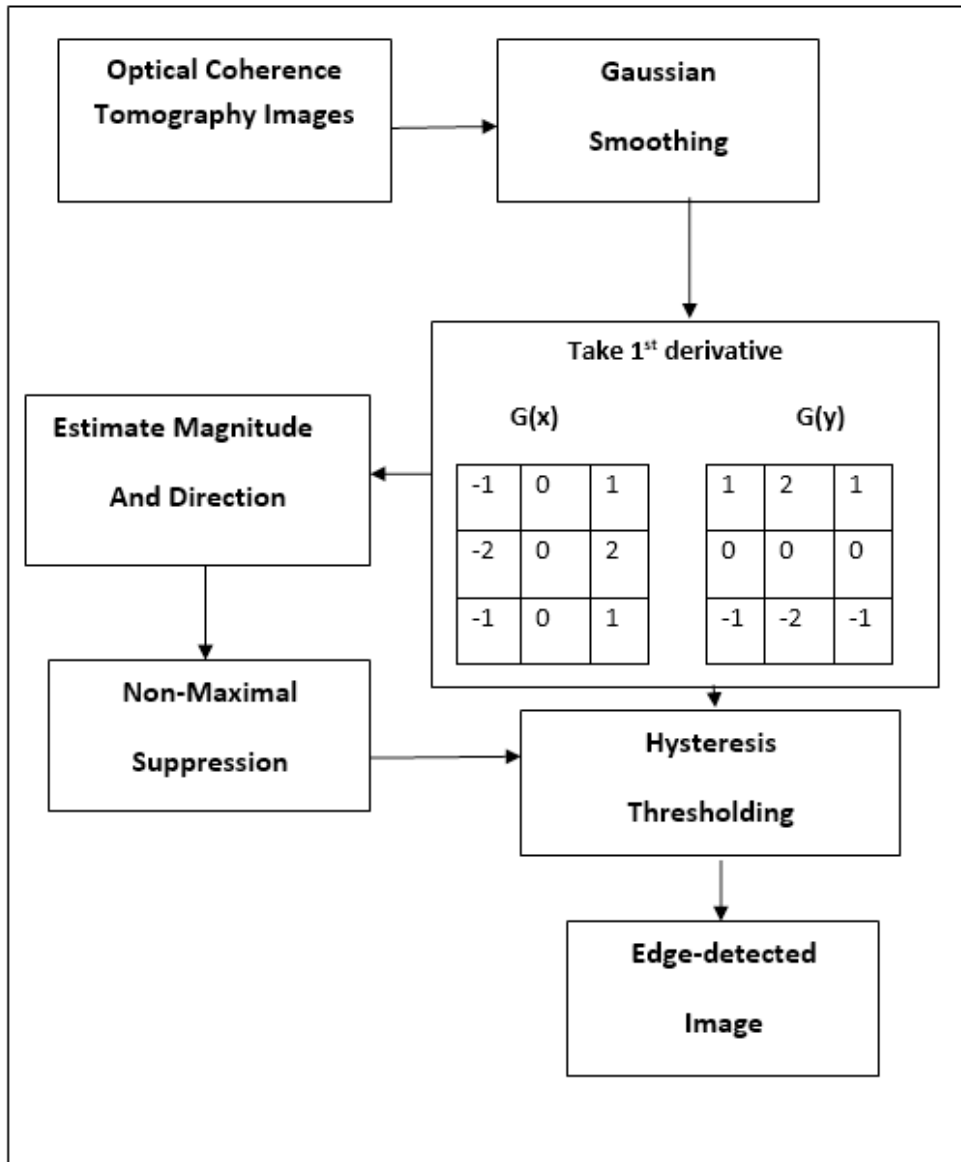 Optical Coherence
Tomography Images
Gaussian
Smoothing
Take 1st derivative
G(x)
-1 0 1
-2 0 2
-1 0 1
G(y)
1 2 1
0 0 0
-1 -2 -1
Estimate Magnitude
And Direction
Non-Maximal
Suppression
Hysteresis
Thresholding
Edge-detected
Image